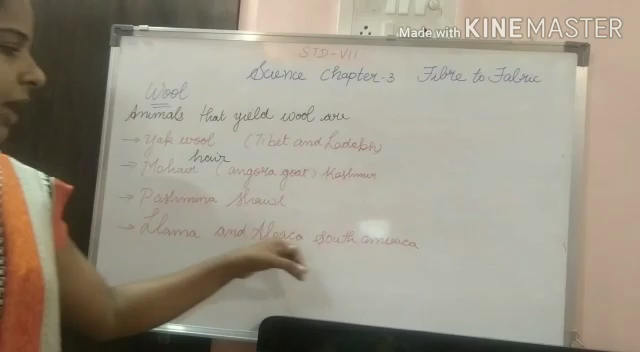 Made with KINEMASTER
STD-VII
Science Chapter-3 Fibre to Fabric
Wool
Animals that yield wool are
→ Yak wool (Tibet and Ladakh)
hair
→ Mohair (angora goat) Kashmir
→ Pashmina Shawl
→ Llama and Alpaca South America